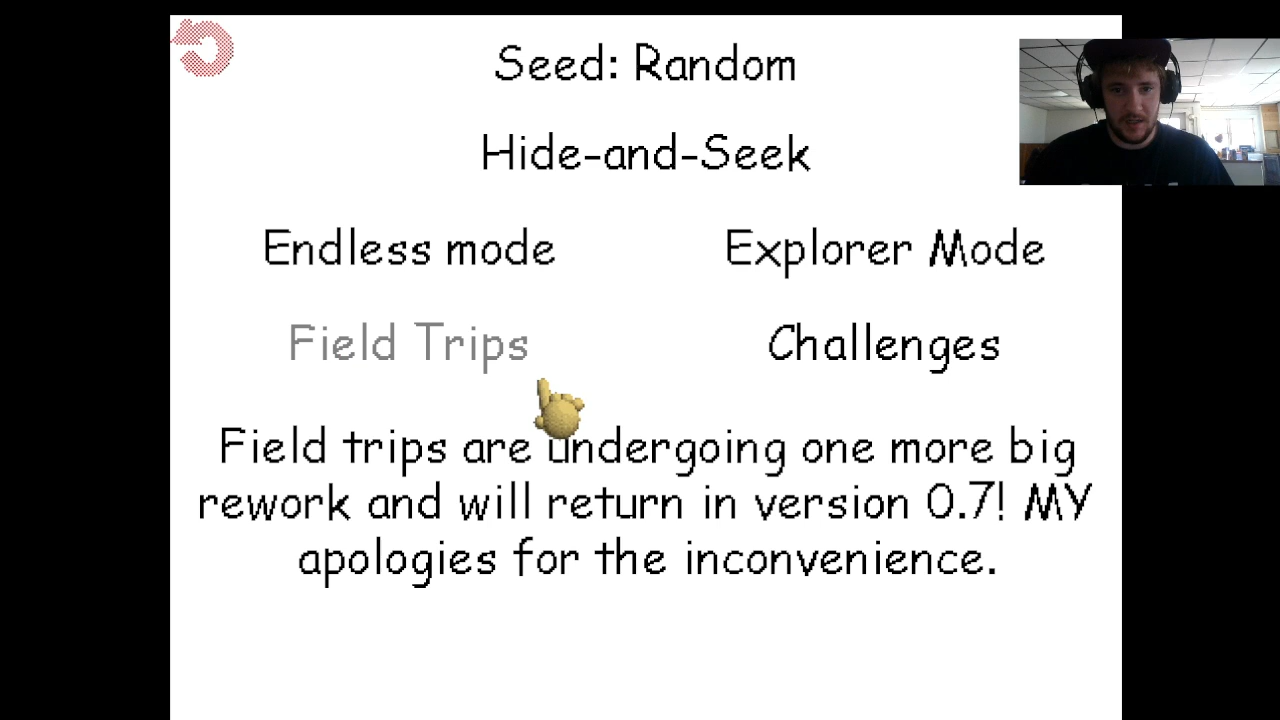 Seed: Random
Hide-and-Seek
Endless mode
Explorer Mode
Field Trips
Challenges
Field trips are undergoing one more big
rework and will return in version 0.7! MY
apologies for the inconvenience.